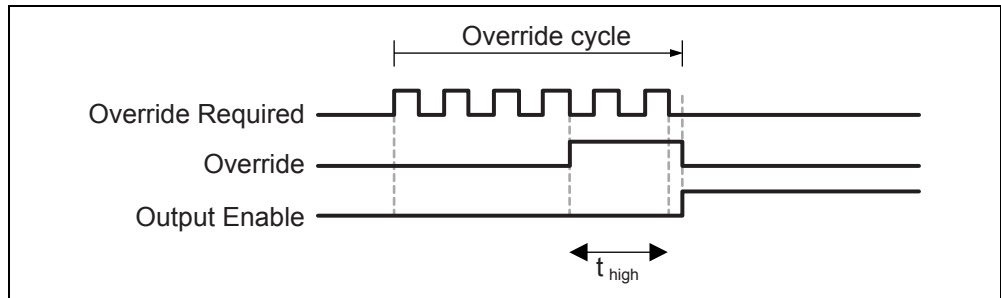 Override cycle
Override Required
Override
Output Enable
t high